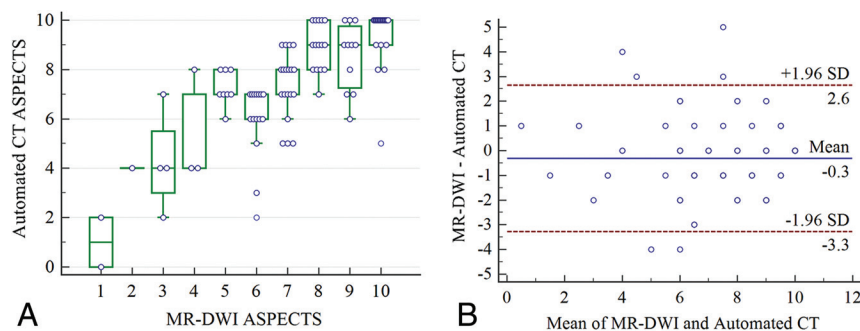 10
8
6
4
2
0
Automated CT ASPECTS
1 2 3 4 5 6 7 8 9 10
MR-DWI ASPECTS
A
5
4
3
2
1
0
-1
-2
-3
-4
-5
MR-DWI - Automated CT
+1.96 SD
2.6
Mean
-0.3
-1.96 SD
-3.3
0 2 4 6 8 10 12
Mean of MR-DWI and Automated CT
B